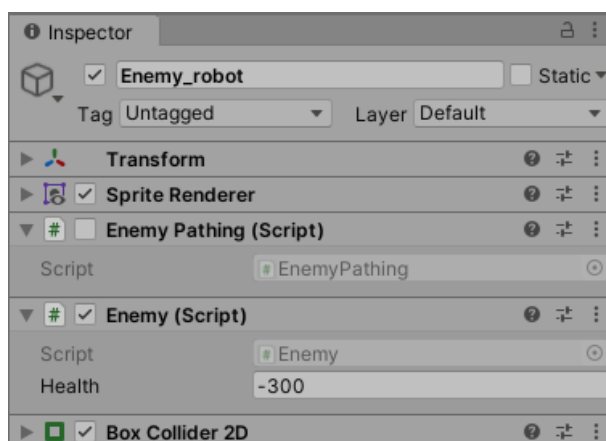 Inspector
Enemy_robot Static
Tag Untagged Layer Default
Transform
Sprite Renderer
# Enemy Pathing (Script)
Script # EnemyPathing
# Enemy (Script)
Script # Enemy
Health -300
Box Collider 2D